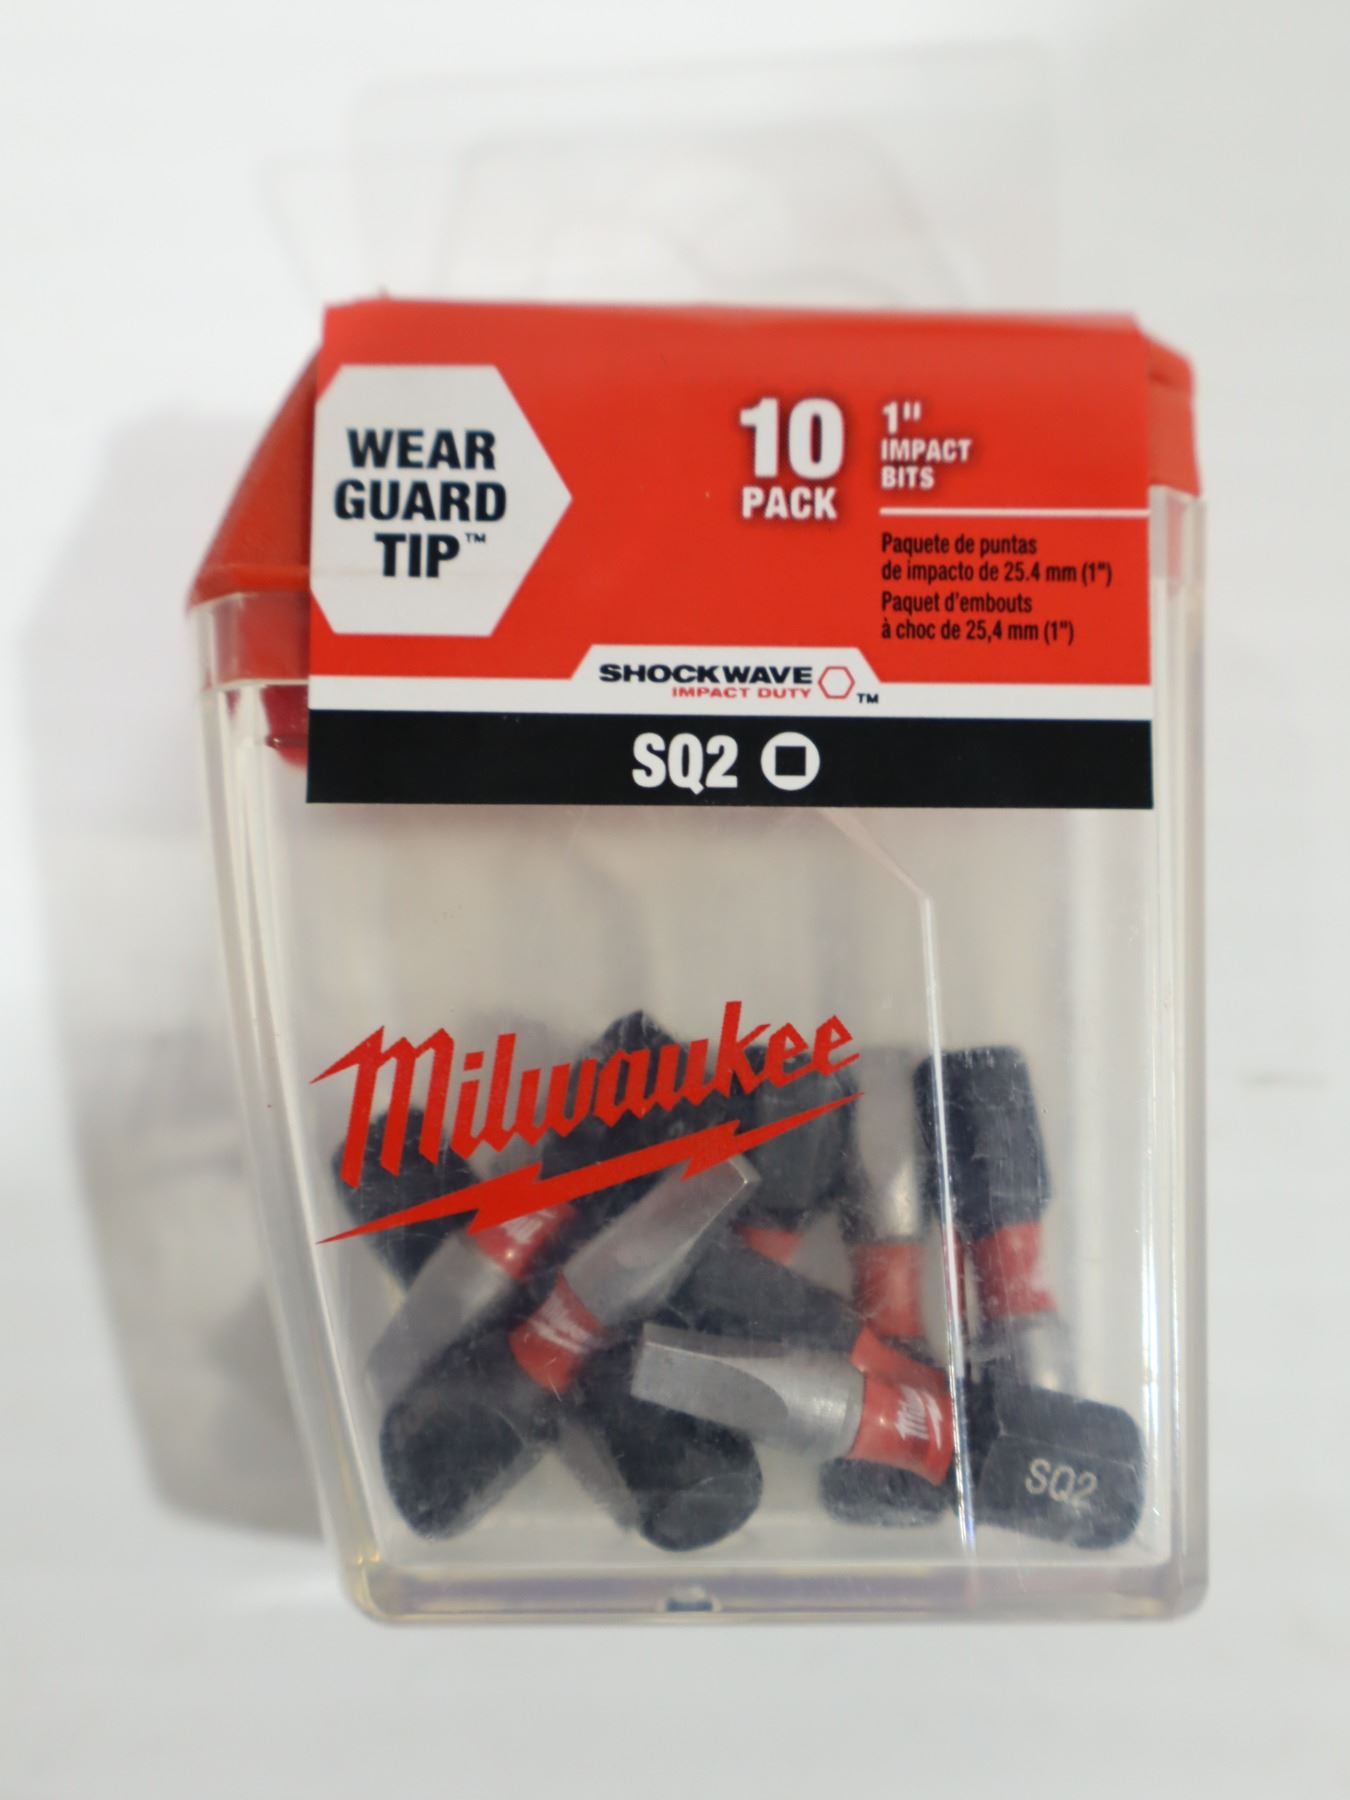 WEAR
GUARD
TIP™
10
PACK
1"
IMPACT
BITS
Paquete de puntas
de impacto de 25.4 mm (1")
Paquet d'embouts
à choc de 25,4 mm (1")
SHOCKWAVE
IMPACT DUTY ™
SQ2
Milwaukee
SQ2